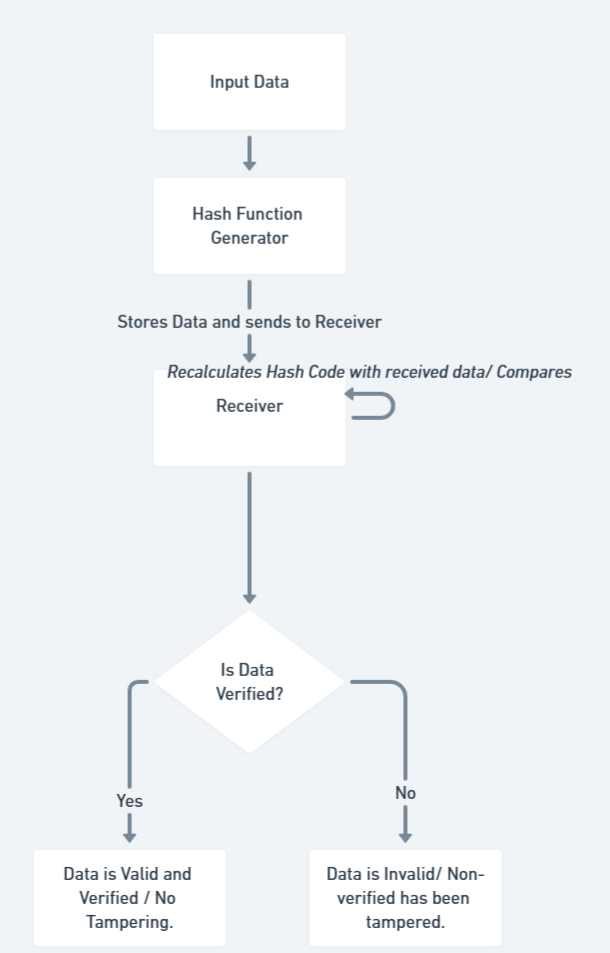 Input Data
Hash Function
Generator
Stores Data and sends to Receiver
Recalculates Hash Code with received data/ Compares
Receiver
Is Data
Verified?
Yes
No
Data is Valid and
Verified / No
Tampering.
Data is Invalid/ Non-
verified has been
tampered.